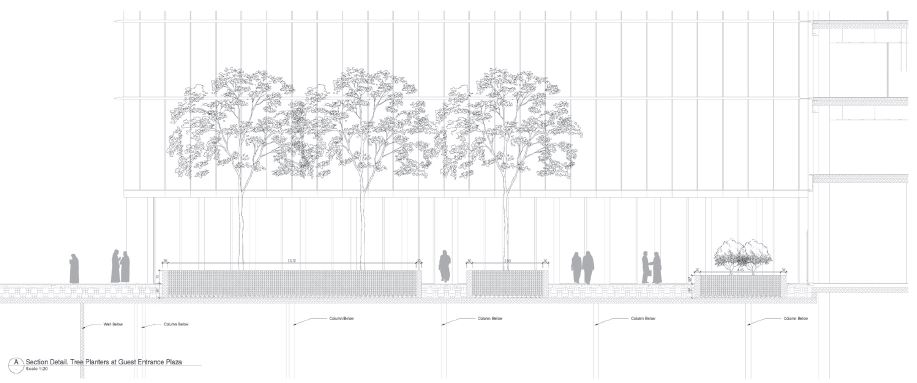 Wall Below
Column Below
Column Below
Column Below
Column Below
Column Below
A
Section Detail. Tree Planters at Guest Entrance Plaza
Scale 1:20